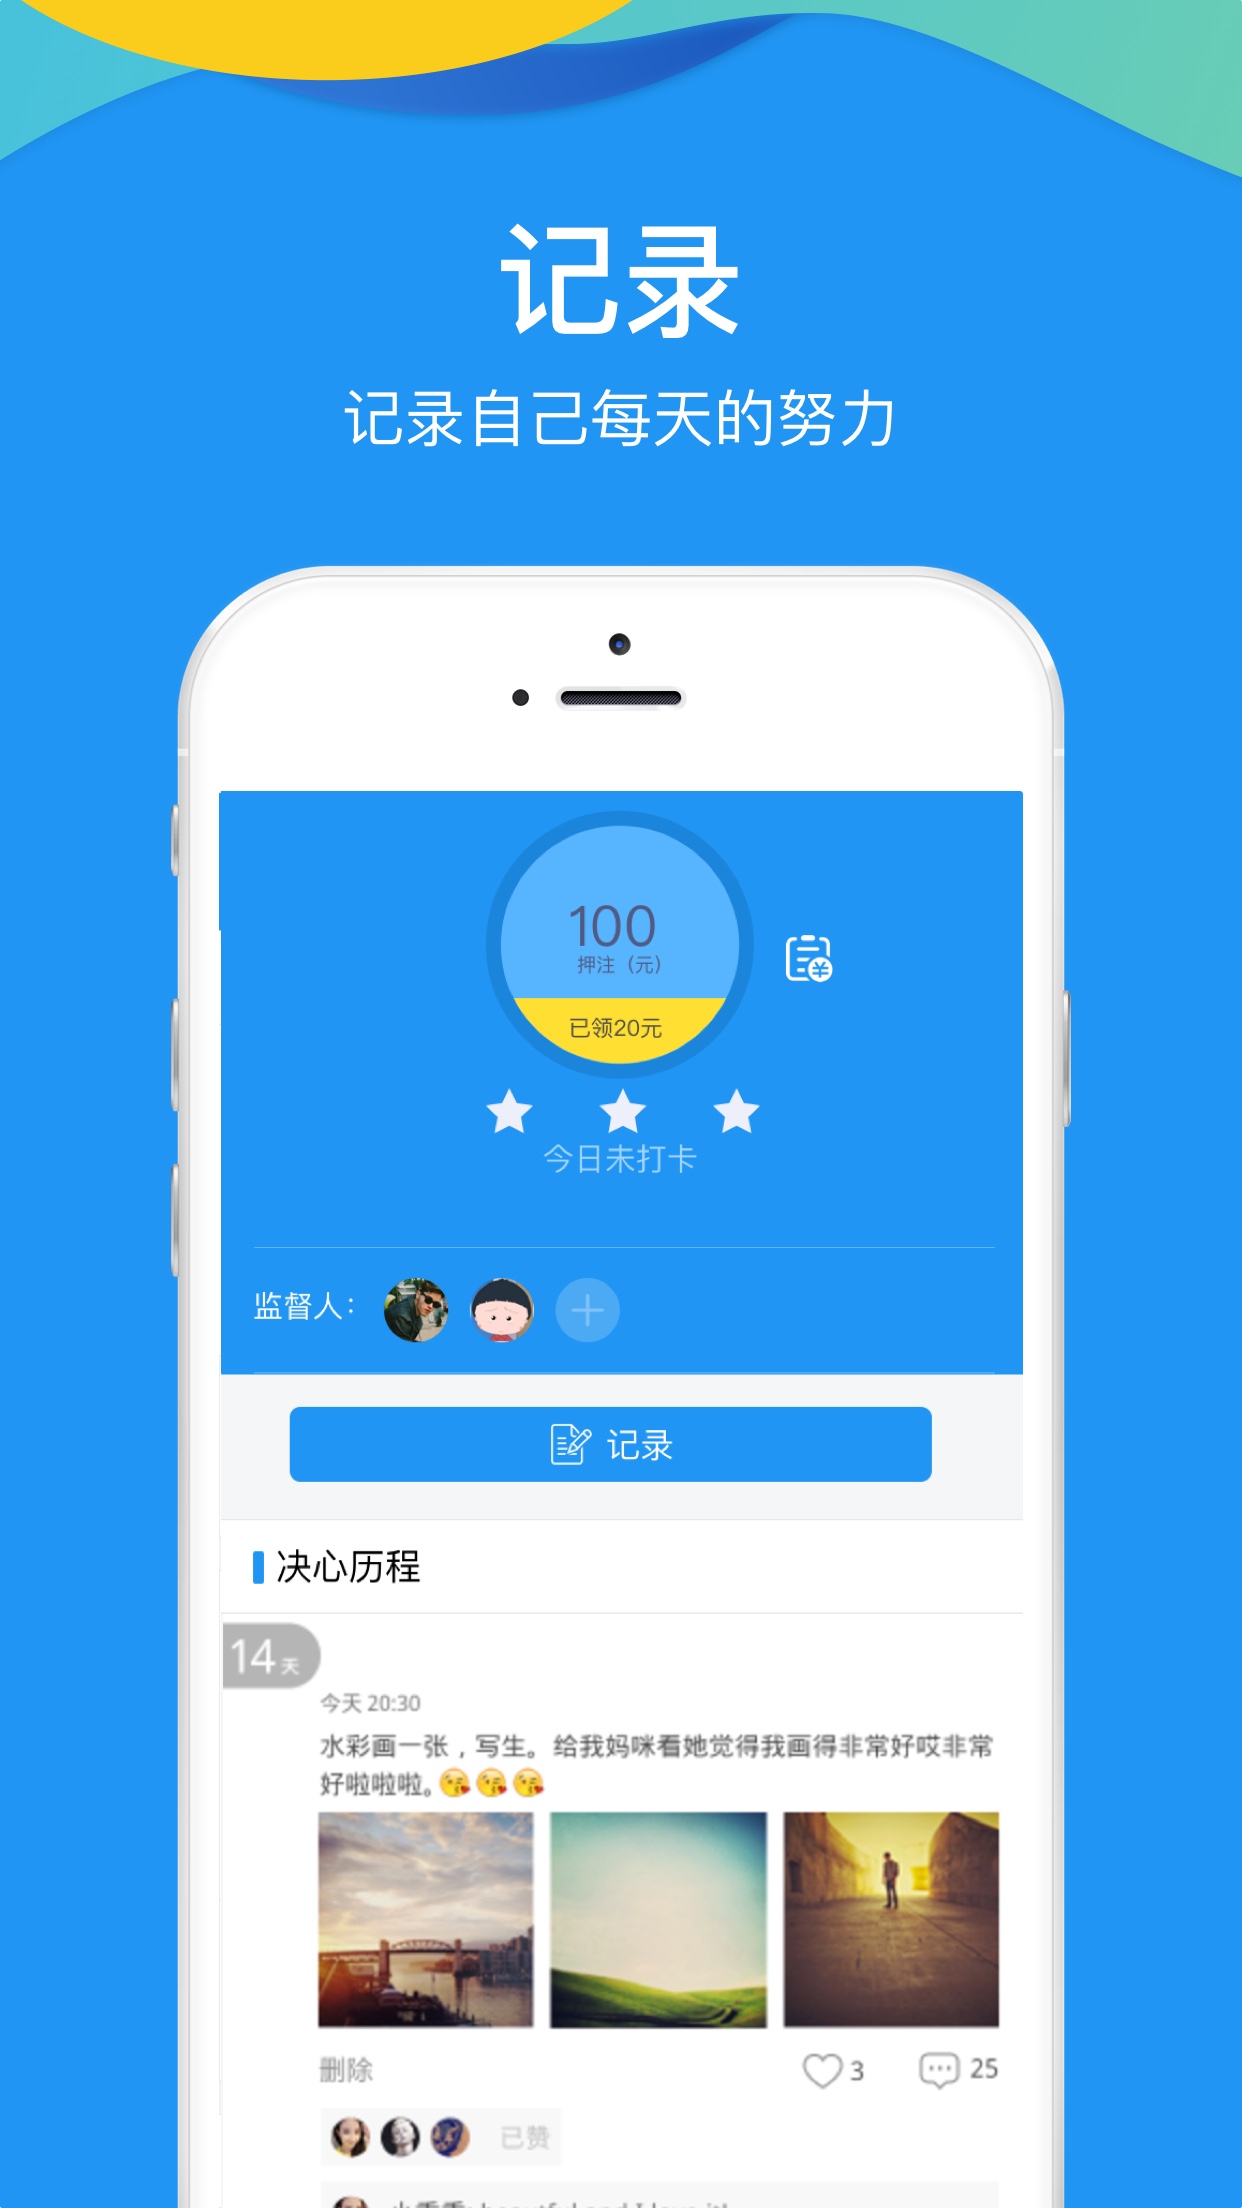 记录
记录自己每天的努力
100
押注（元）
已领20元
今日未打卡
监督人：
记录
决心历程
14天
今天 20:30
水彩画一张，写生。给我妈咪看她觉得我画得非常好哎非常
好啦啦啦。
删除
3
25
已赞